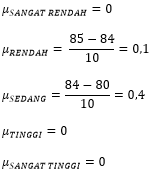 μSANGAT RENDAH = 0
μRENDAH = (85 − 84)/10 = 0,1
μSEDANG = (84 − 80)/10 = 0,4
μTINGGI = 0
μSANGAT TINGGI = 0